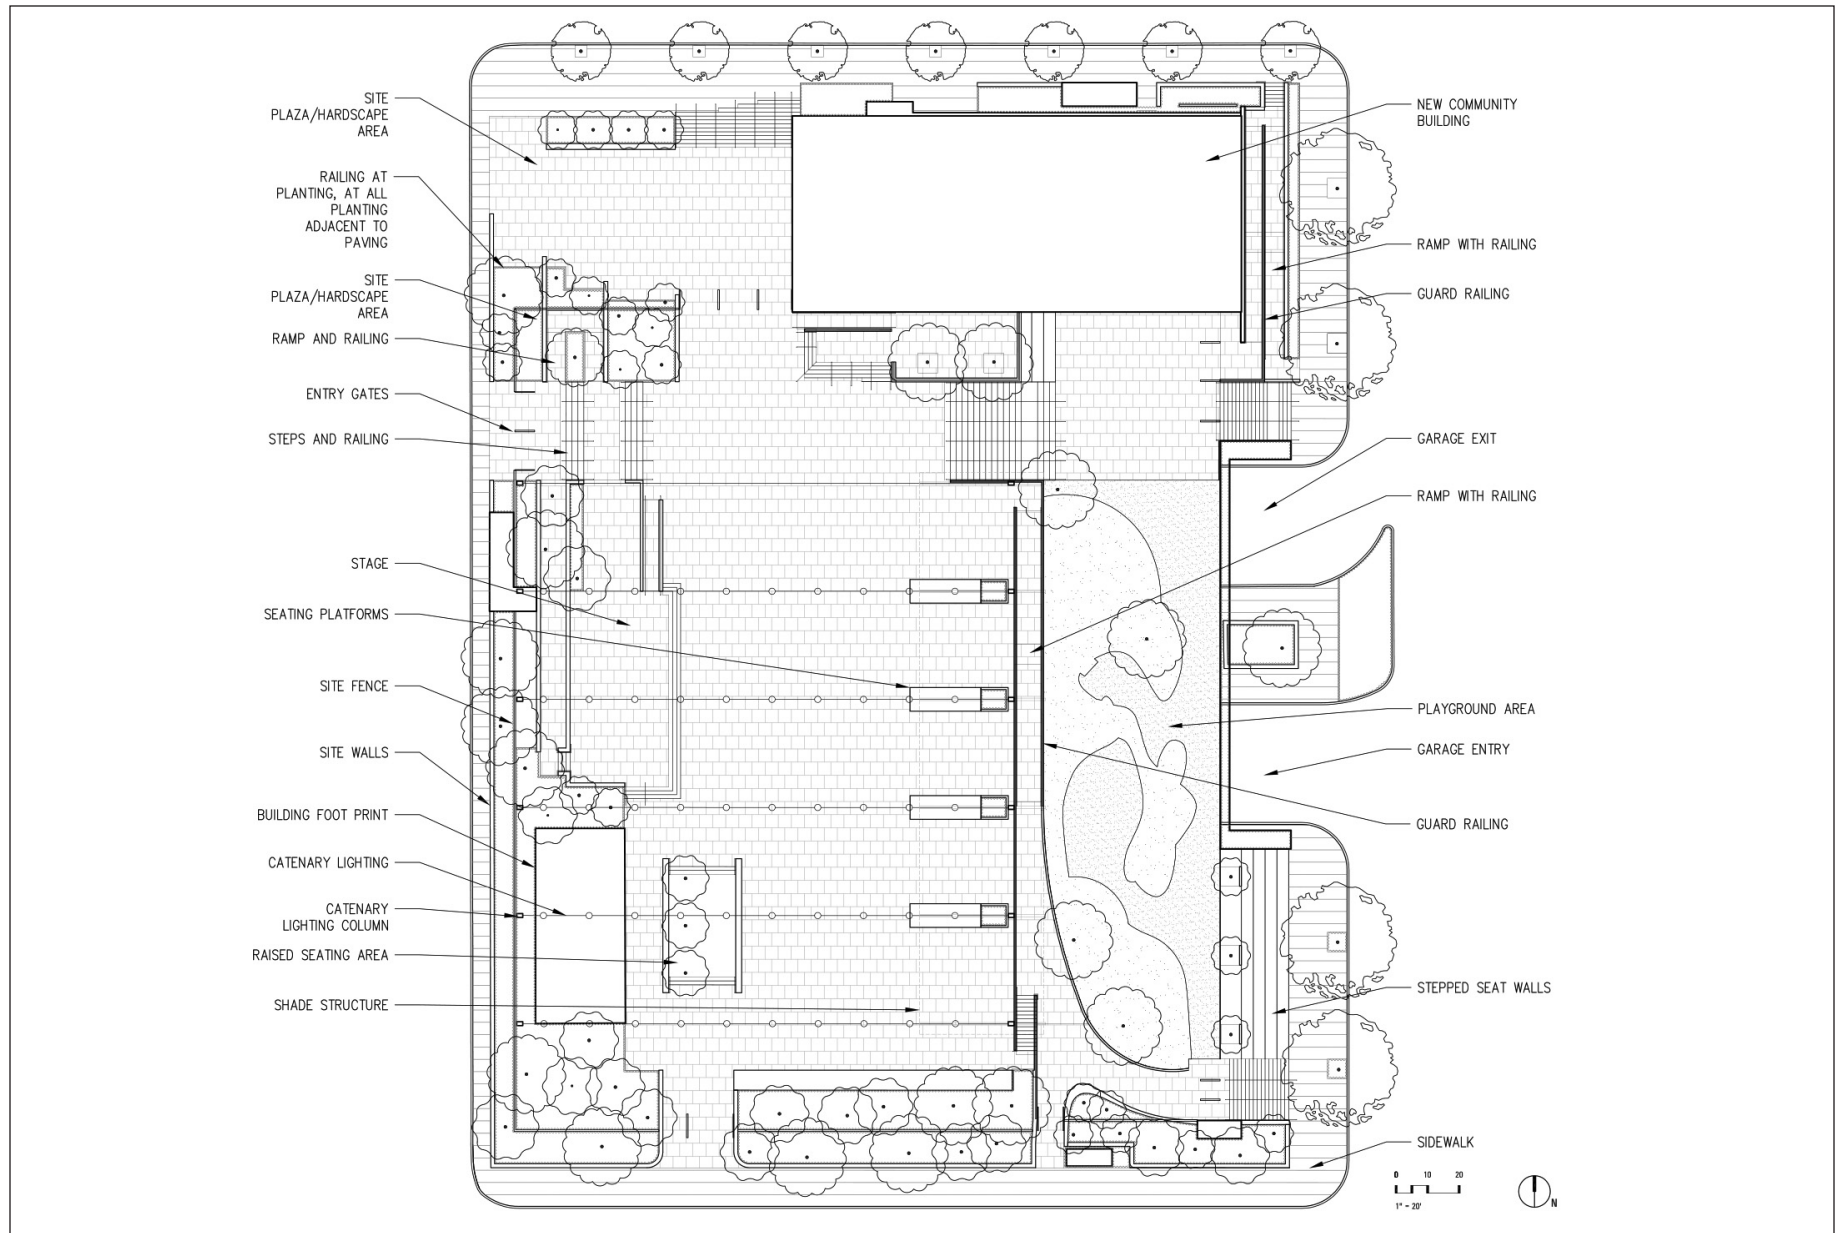 SITE
PLAZA/HARDSCAPE
AREA
RAILING AT
PLANTING, AT ALL
PLANTING
ADJACENT TO
PAVING
SITE
PLAZA/HARDSCAPE
AREA
RAMP AND RAILING
ENTRY GATES
STEPS AND RAILING
STAGE
SEATING PLATFORMS
SITE FENCE
SITE WALLS
BUILDING FOOT PRINT
CATENARY LIGHTING
CATENARY
LIGHTING COLUMN
RAISED SEATING AREA
SHADE STRUCTURE
NEW COMMUNITY
BUILDING
RAMP WITH RAILING
GUARD RAILING
GARAGE EXIT
RAMP WITH RAILING
PLAYGROUND AREA
GARAGE ENTRY
GUARD RAILING
STEPPED SEAT WALLS
SIDEWALK
0 10 20
1" = 20'
N